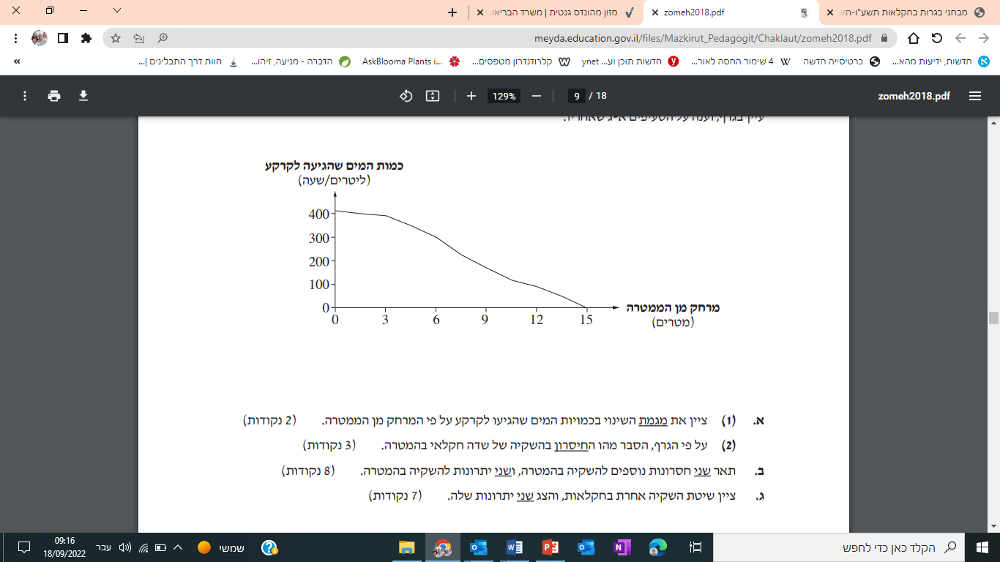 מבחני בגרות בחקלאות תשע"ו-תש
zomeh2018.pdf
מזון מהונדס גנטית | משרד הבריאות
meyda.education.gov.il/files/Mazkirut_Pedagogit/Chaklaut/zomeh2018.pdf
חדשות, ידיעות מהא...
כרטיסייה חדשה
4 שימור החסה לאור...
חדשות תוכן וע... ynet
קלרודנדרון מטפסים...
AskBlooma Plants i...
הדברה - מניעה, זיהו...
חוות דרך התבלינים |...
zomeh2018.pdf
9 / 18
129%
עיין בגרף, וענה על הסעיפים א-ג שאחריו.
כמות המים שהגיעה לקרקע
(ליטרים/שעה)
400
300
200
100
0
0 3 6 9 12 15
מרחק מן הממטרה
(מטרים)
א. (1) ציין את מגמת השינוי בכמויות המים שהגיעו לקרקע על פי המרחק מן הממטרה. (2 נקודות)
(2) על פי הגרף, הסבר מהו החיסרון בהשקיה של שדה חקלאי בהמטרה. (3 נקודות)
ב. תאר שני חסרונות נוספים להשקיה בהמטרה, ושני יתרונות להשקיה בהמטרה. (8 נקודות)
ג. ציין שיטת השקיה אחרת בחקלאות, והצג שני יתרונות שלה. (7 נקודות)
הקלד כאן כדי לחפש
שמשי
עבר
09:16
18/09/2022